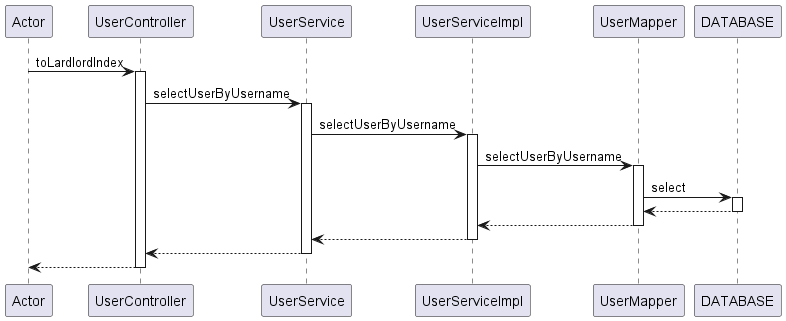 Actor UserController UserService UserServiceImpl UserMapper DATABASE
toLardlordIndex
selectUserByUsername
selectUserByUsername
selectUserByUsername
select
Actor UserController UserService UserServiceImpl UserMapper DATABASE